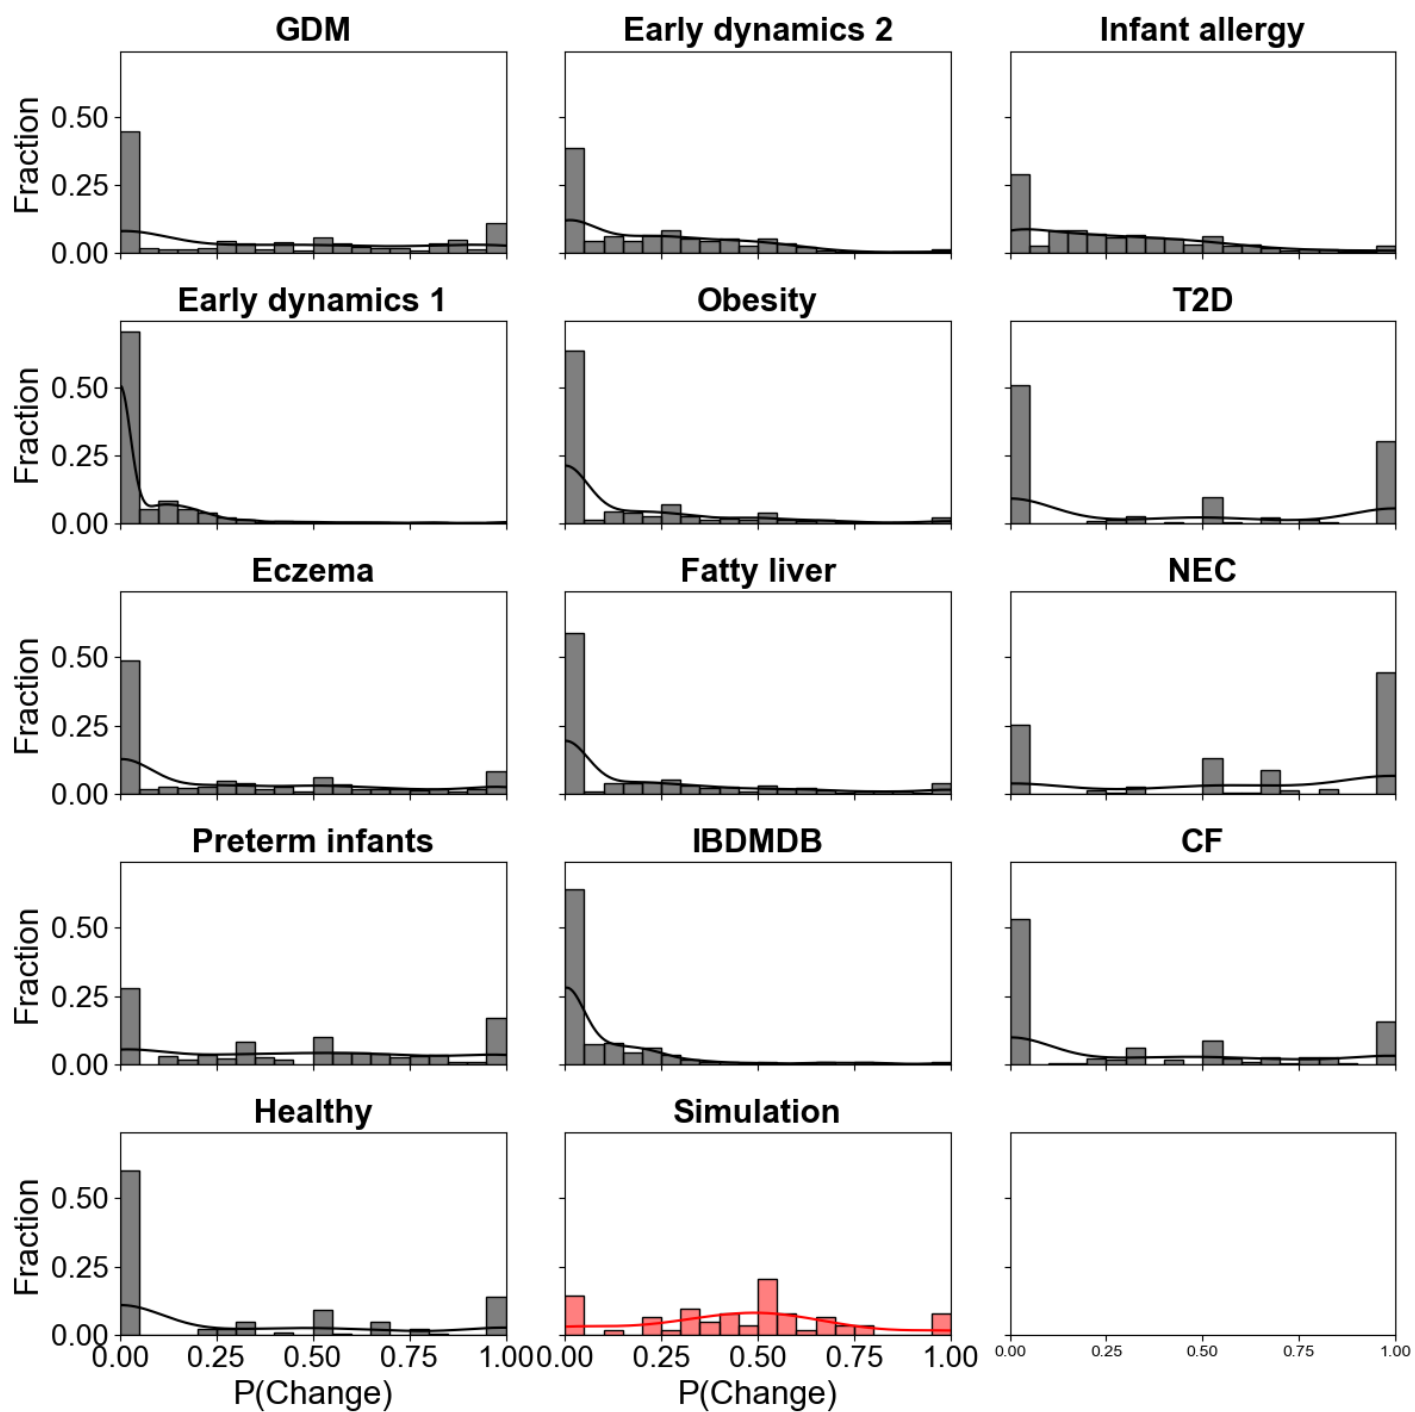 GDM Early dynamics 2 Infant allergy
Fraction
0.50
0.25
0.00
Early dynamics 1 Obesity T2D
Fraction
0.50
0.25
0.00
Eczema Fatty liver NEC
Fraction
0.50
0.25
0.00
Preterm infants IBDMDB CF
Fraction
0.50
0.25
0.00
Healthy Simulation
Fraction
0.50
0.25
0.00
0.00 0.25 0.50 0.75 1.00 0.00 0.25 0.50 0.75 1.00 0.00 0.25 0.50 0.75 1.00
P(Change) P(Change)